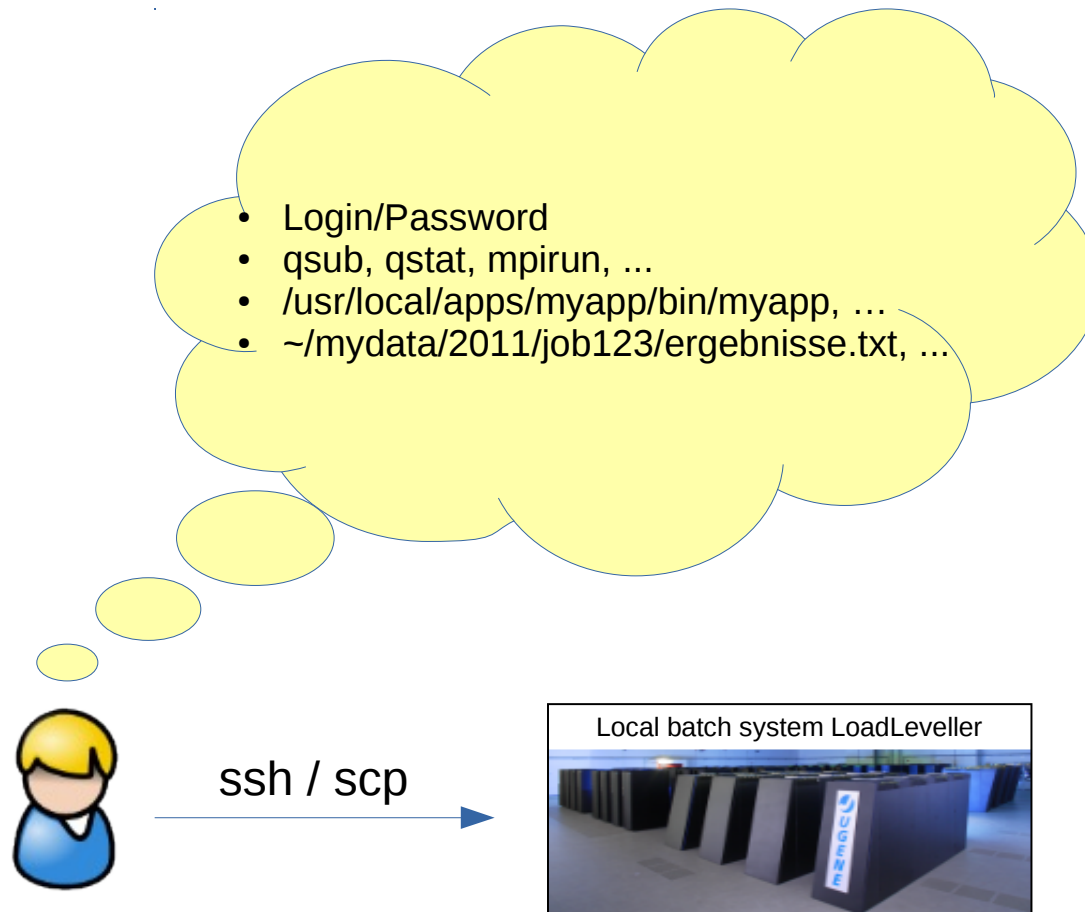 • Login/Password
• qsub, qstat, mpirun, ...
• /usr/local/apps/myapp/bin/myapp, …
• ~/mydata/2011/job123/ergebnisse.txt, ...
ssh / scp
Local batch system LoadLeveller
JUGENE